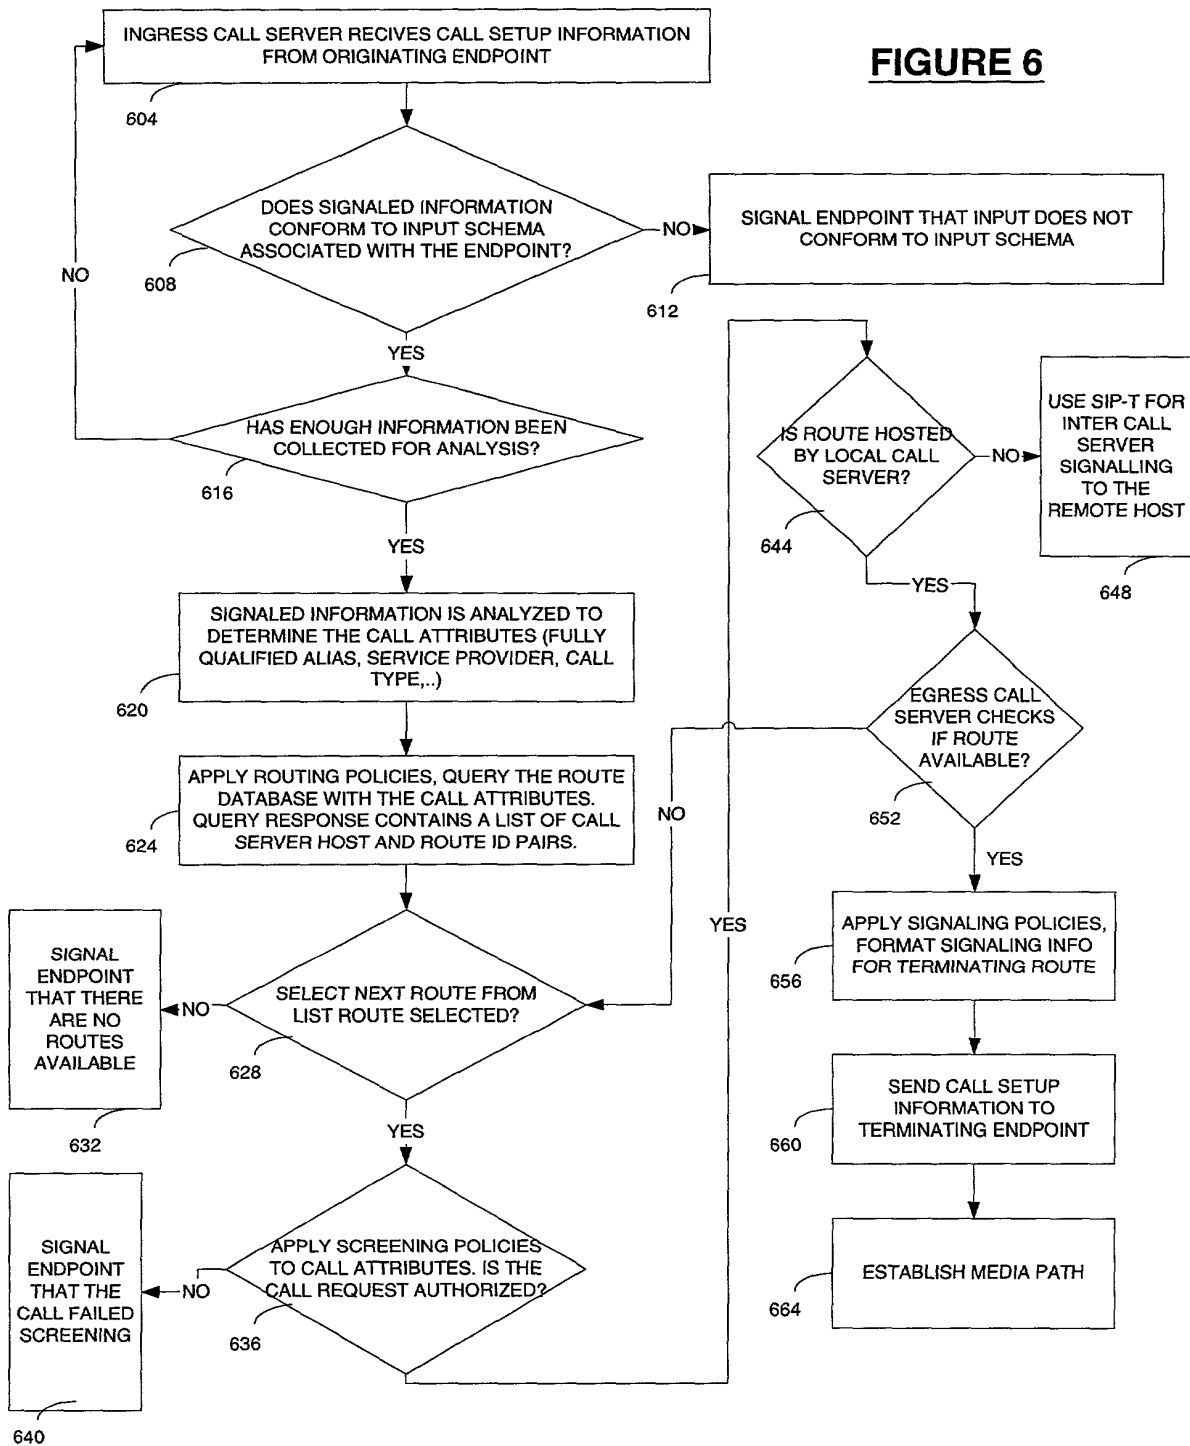 FIGURE 6
INGRESS CALL SERVER RECIVES CALL SETUP INFORMATION
FROM ORIGINATING ENDPOINT
604
DOES SIGNALED INFORMATION
CONFORM TO INPUT SCHEMA
ASSOCIATED WITH THE ENDPOINT?
608
NO
SIGNAL ENDPOINT THAT INPUT DOES NOT
CONFORM TO INPUT SCHEMA
612
YES
NO
HAS ENOUGH INFORMATION BEEN
COLLECTED FOR ANALYSIS?
616
YES
SIGNALED INFORMATION IS ANALYZED TO
DETERMINE THE CALL ATTRIBUTES (FULLY
QUALIFIED ALIAS, SERVICE PROVIDER, CALL
TYPE,..)
620
APPLY ROUTING POLICIES, QUERY THE ROUTE
DATABASE WITH THE CALL ATTRIBUTES.
QUERY RESPONSE CONTAINS A LIST OF CALL
SERVER HOST AND ROUTE ID PAIRS.
624
SELECT NEXT ROUTE FROM
LIST ROUTE SELECTED?
628
NO
SIGNAL
ENDPOINT
THAT THERE
ARE NO
ROUTES
AVAILABLE
632
YES
APPLY SCREENING POLICIES
TO CALL ATTRIBUTES. IS THE
CALL REQUEST AUTHORIZED?
636
NO
SIGNAL
ENDPOINT
THAT THE
CALL FAILED
SCREENING
640
YES
IS ROUTE HOSTED
BY LOCAL CALL
SERVER?
644
NO
USE SIP-T FOR
INTER CALL
SERVER
SIGNALLING
TO THE
REMOTE HOST
648
YES
EGRESS CALL
SERVER CHECKS
IF ROUTE
AVAILABLE?
652
NO
YES
APPLY SIGNALING POLICIES,
FORMAT SIGNALING INFO
FOR TERMINATING ROUTE
656
SEND CALL SETUP
INFORMATION TO
TERMINATING ENDPOINT
660
ESTABLISH MEDIA PATH
664